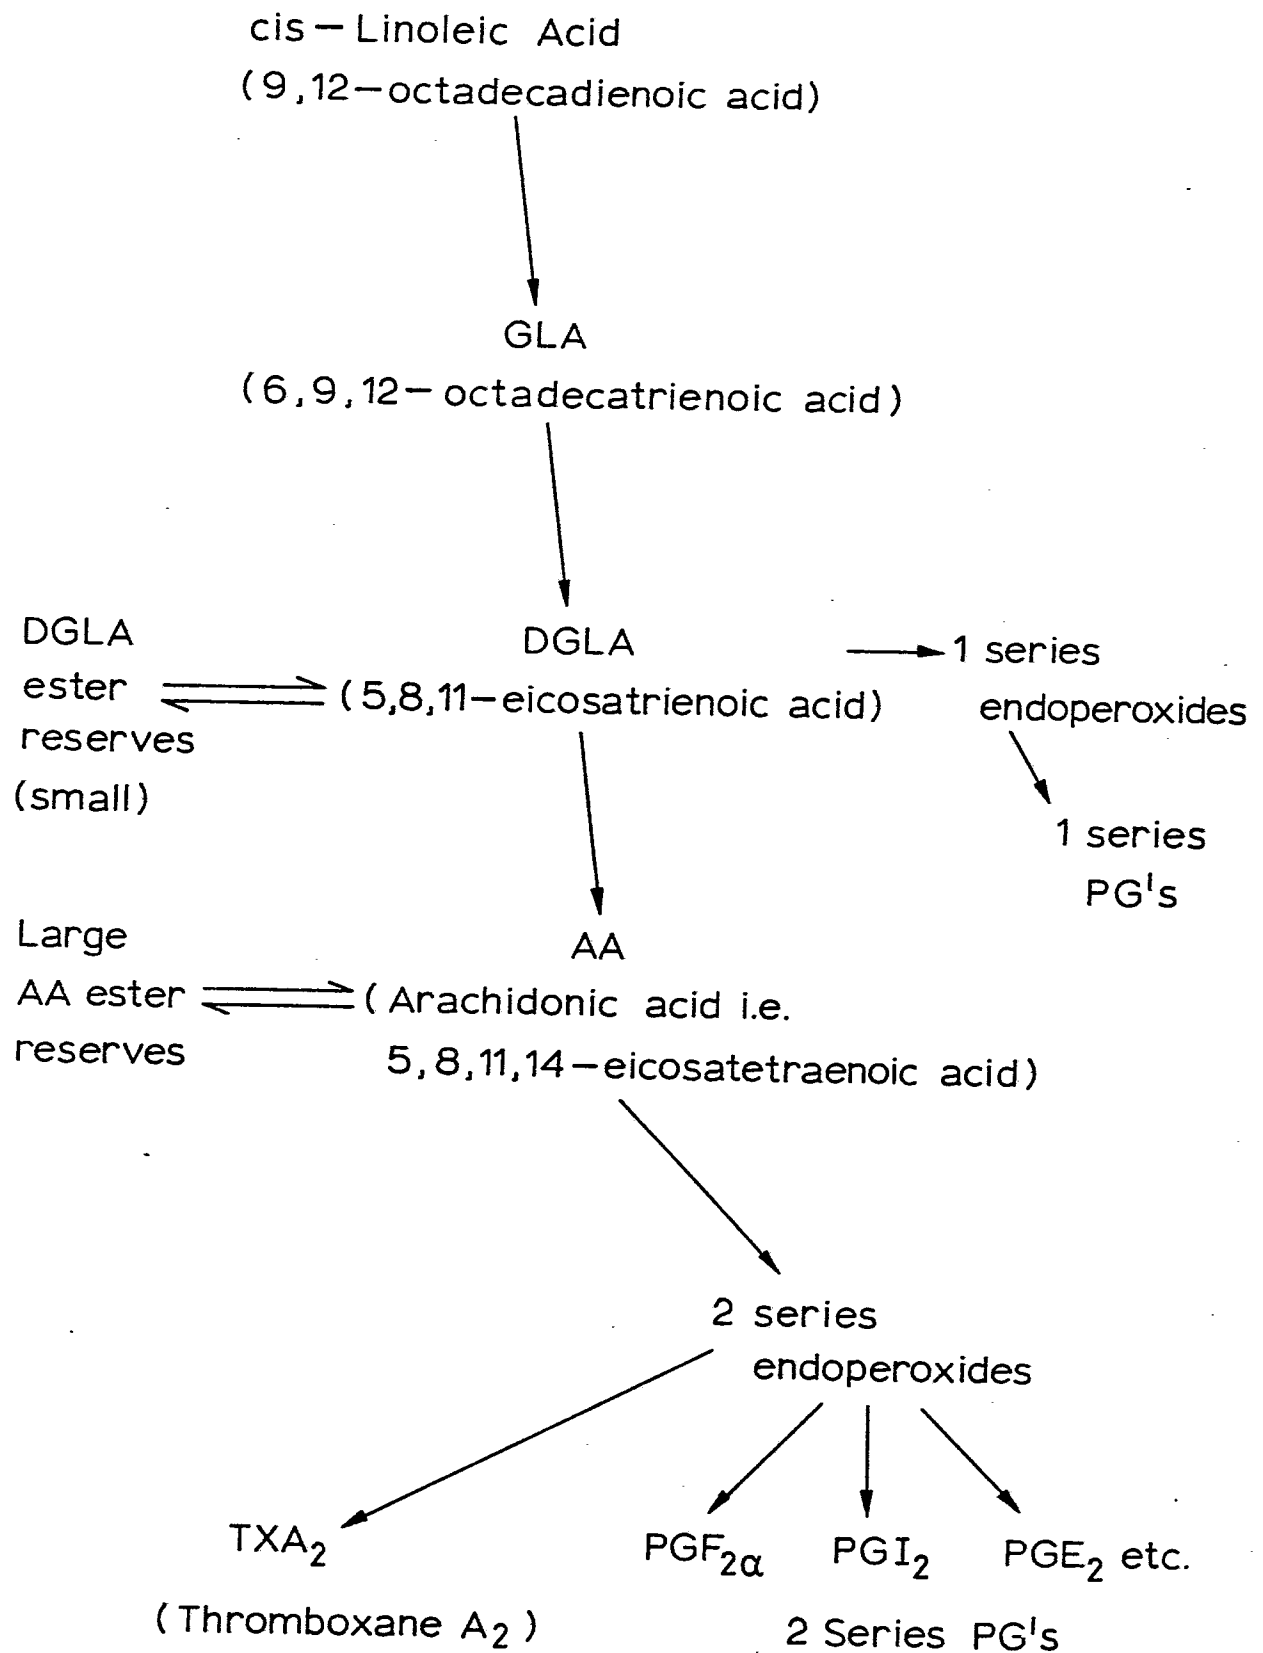 cis – Linoleic Acid
(9,12–octadecadienoic acid)
GLA
(6,9,12– octadecatrienoic acid)
DGLA
ester
reserves
(small)
DGLA
(5,8,11–eicosatrienoic acid)
1 series
endoperoxides
1 series
PG's
Large
AA ester
reserves
AA
(Arachidonic acid i.e.
5,8,11,14–eicosatetraenoic acid)
2 series
endoperoxides
TXA₂
(Thromboxane A₂)
PGF₂α
PGI₂
PGE₂ etc.
2 Series PG's